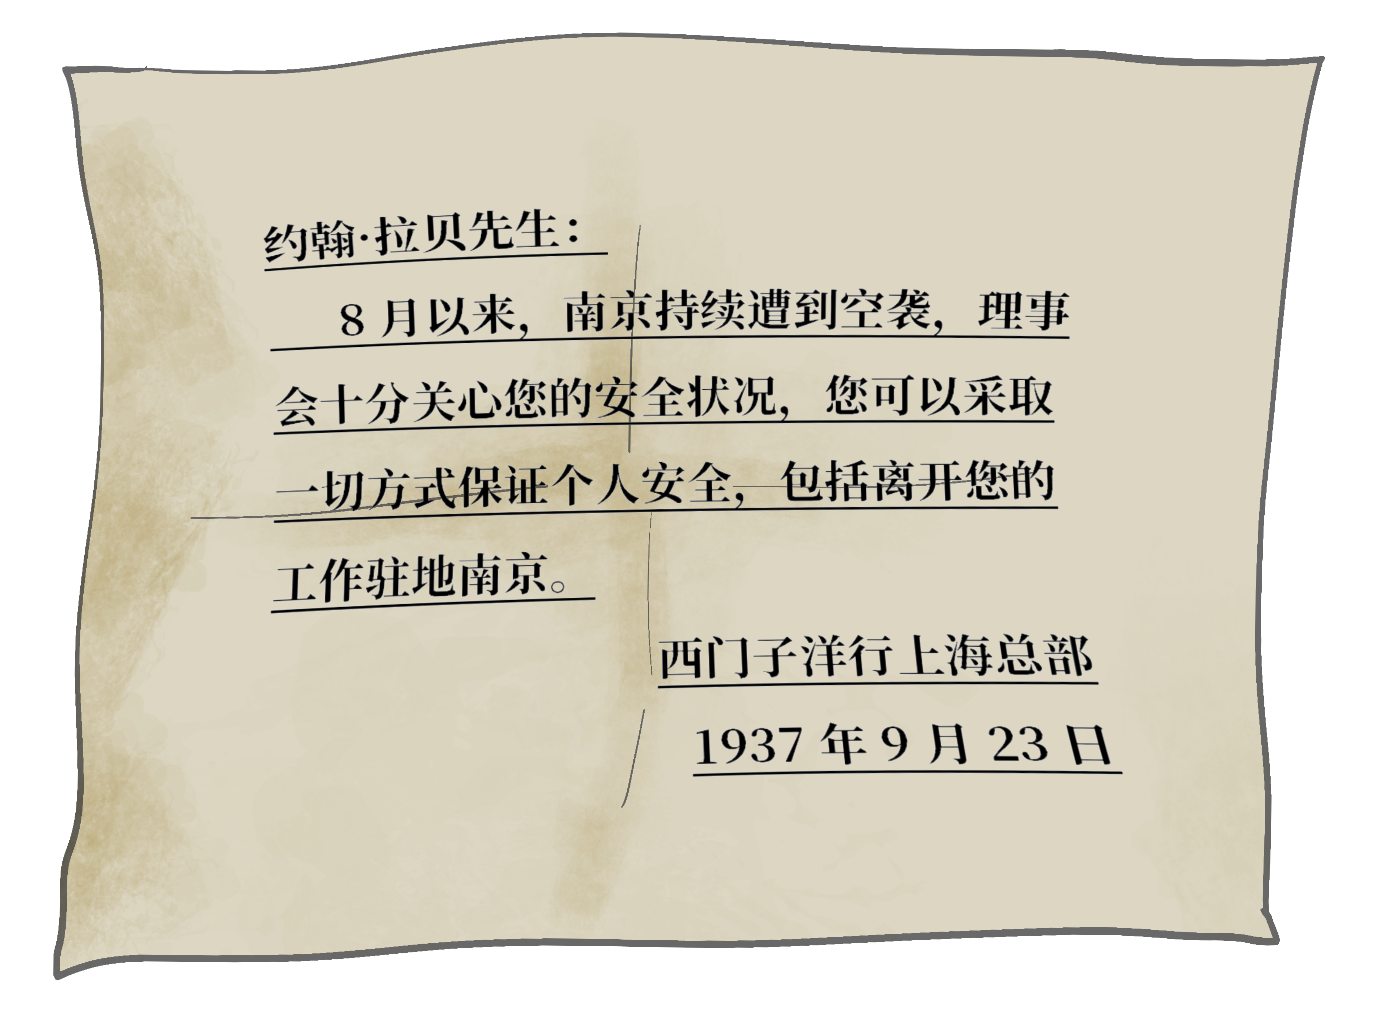 约翰·拉贝先生：
8 月以来，南京持续遭到空袭，理事
会十分关心您的安全状况，您可以采取
一切方式保证个人安全，包括离开您的
工作驻地南京。
西门子洋行上海总部
1937 年 9 月 23 日